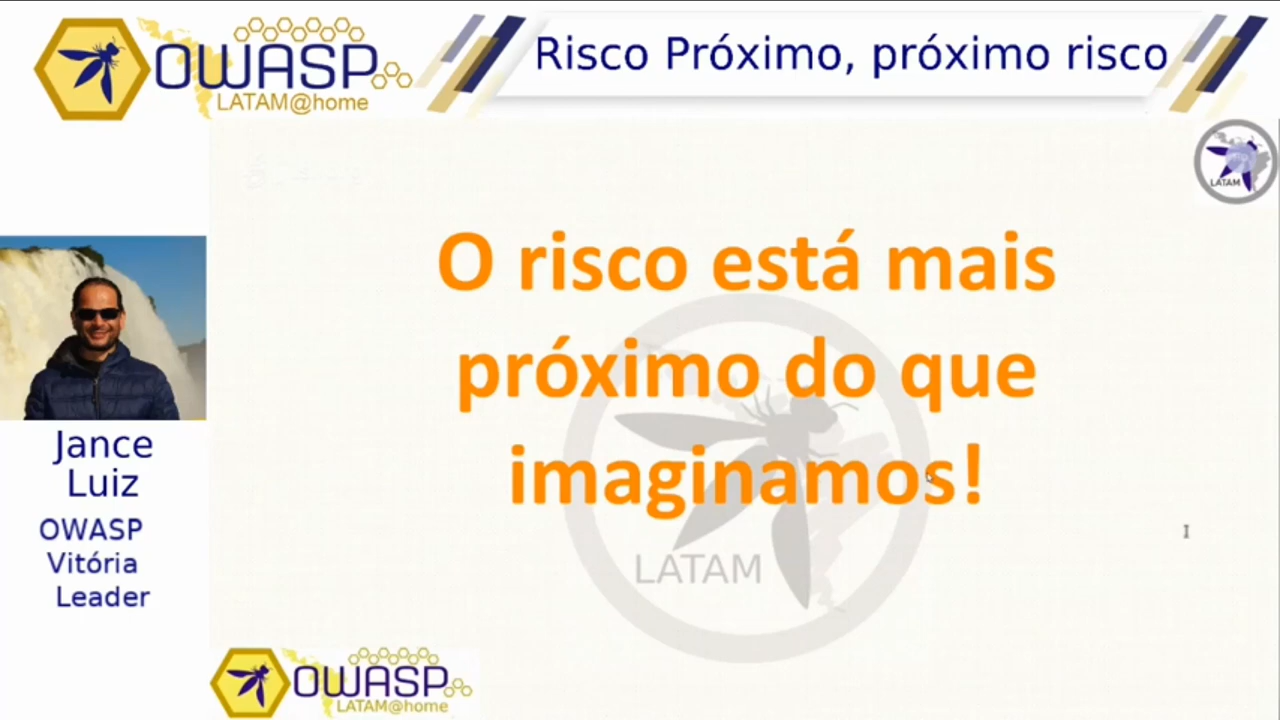 OWASP
LATAM@home
Risco Próximo, próximo risco
LATAM
O risco está mais
próximo do que
imaginamos!
LATAM
Jance
Luiz
OWASP
Vitória
Leader
OWASP
LATAM@home